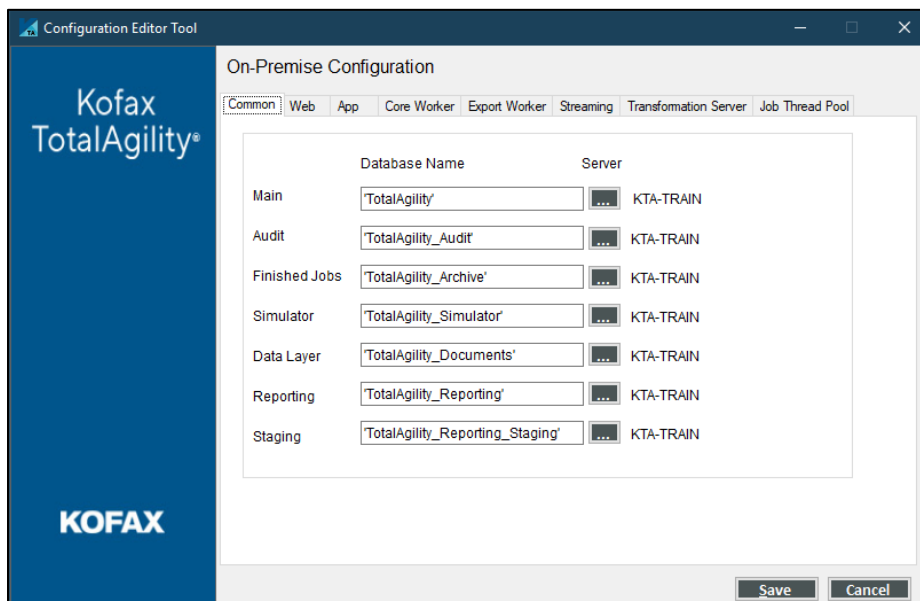 Configuration Editor Tool
Kofax
TotalAgility®
KOFAX
On-Premise Configuration
Common Web App Core Worker Export Worker Streaming Transformation Server Job Thread Pool
Database Name Server
Main 'TotalAgility' ... KTA-TRAIN
Audit 'TotalAgility_Audit' ... KTA-TRAIN
Finished Jobs 'TotalAgility_Archive' ... KTA-TRAIN
Simulator 'TotalAgility_Simulator' ... KTA-TRAIN
Data Layer 'TotalAgility_Documents' ... KTA-TRAIN
Reporting 'TotalAgility_Reporting' ... KTA-TRAIN
Staging 'TotalAgility_Reporting_Staging' ... KTA-TRAIN
Save Cancel